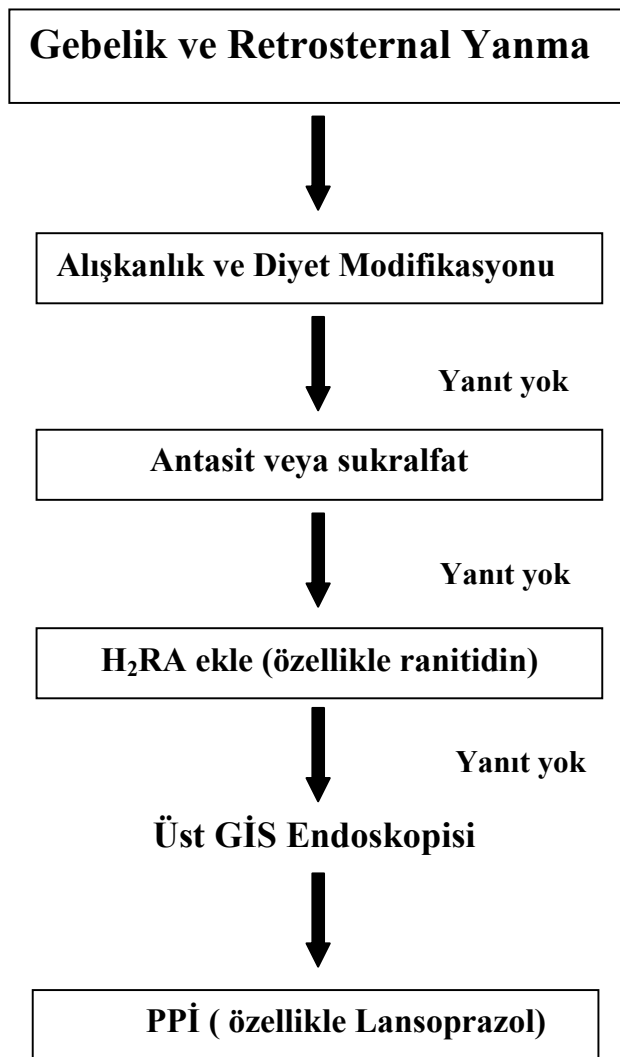 Gebelik ve Retrosternal Yanma
Alışkanlık ve Diyet Modifikasyonu
Yanıt yok
Antasit veya sukralfat
Yanıt yok
H₂RA ekle (özellikle ranitidin)
Yanıt yok
Üst GİS Endoskopisi
PPİ ( özellikle Lansoprazol)